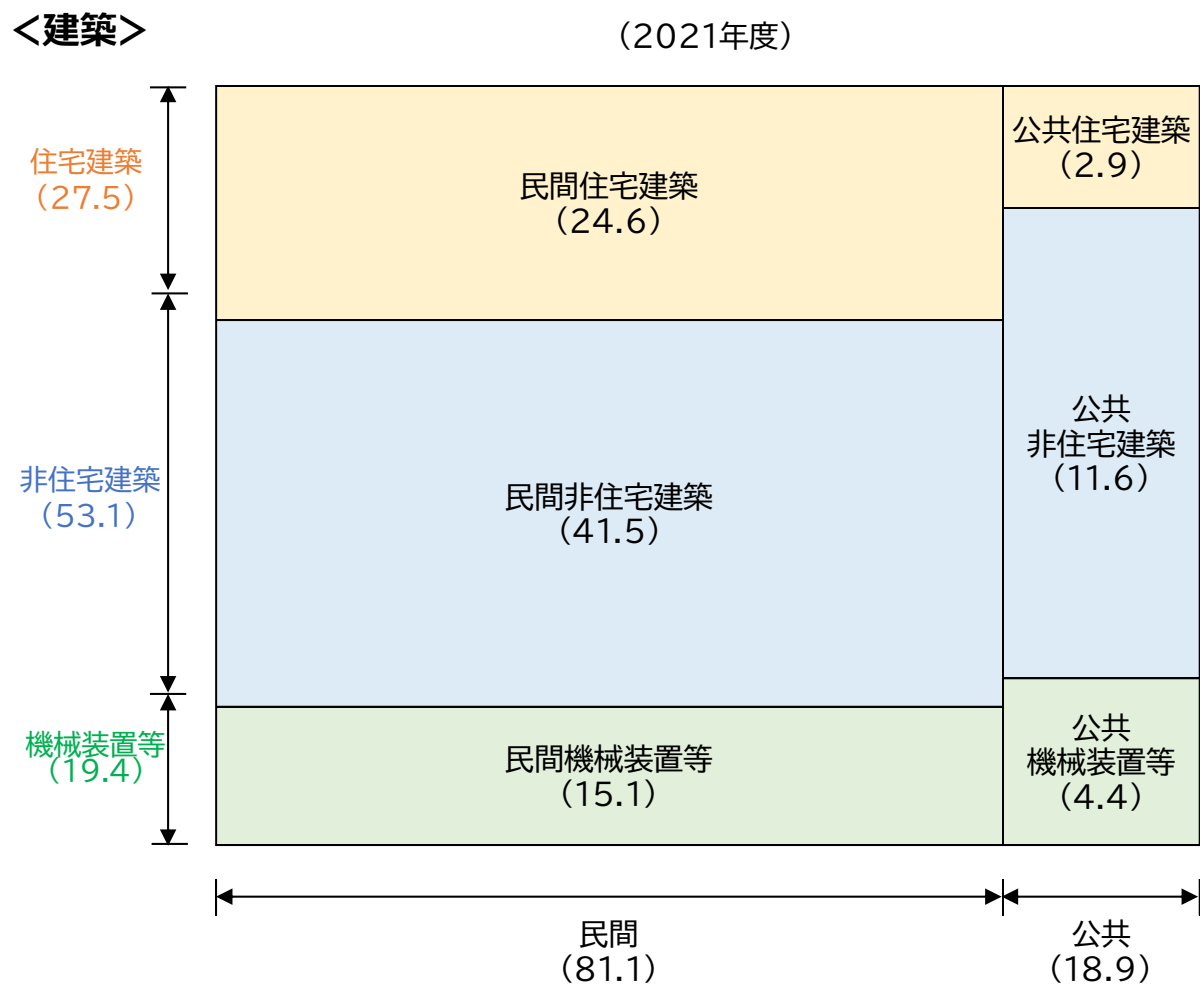 ＜建築＞
（2021年度）
住宅建築
（27.5）
非住宅建築
（53.1）
機械装置等
（19.4）
民間住宅建築
（24.6）
公共住宅建築
（2.9）
民間非住宅建築
（41.5）
公共
非住宅建築
（11.6）
民間機械装置等
（15.1）
公共
機械装置等
（4.4）
民間
（81.1）
公共
（18.9）